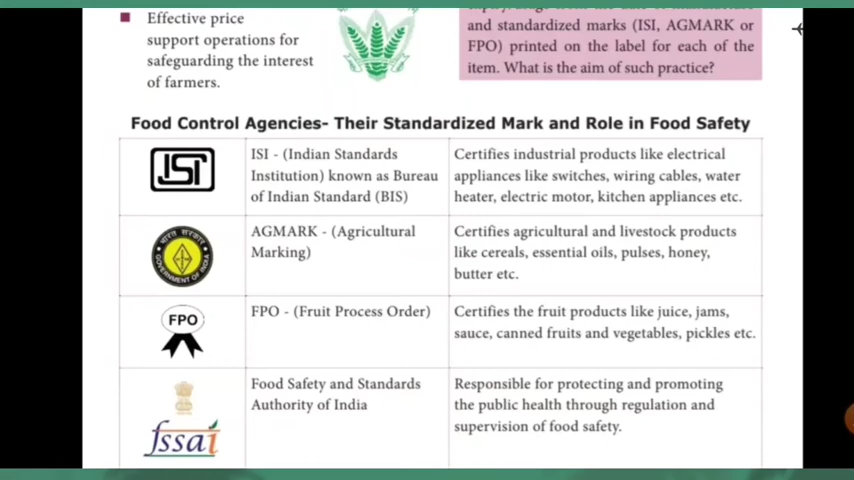 Effective price
support operations for
safeguarding the interest
of farmers.
and standardized marks (ISI, AGMARK or
FPO) printed on the label for each of the
item. What is the aim of such practice?
Food Control Agencies- Their Standardized Mark and Role in Food Safety
ISI
ISI - (Indian Standards
Institution) known as Bureau
of Indian Standard (BIS)
Certifies industrial products like electrical
appliances like switches, wiring cables, water
heater, electric motor, kitchen appliances etc.
भारत सरकार
GOVERNMENT OF INDIA
AGMARK - (Agricultural
Marking)
Certifies agricultural and livestock products
like cereals, essential oils, pulses, honey,
butter etc.
FPO
FPO - (Fruit Process Order)
Certifies the fruit products like juice, jams,
sauce, canned fruits and vegetables, pickles etc.
fssai
Food Safety and Standards
Authority of India
Responsible for protecting and promoting
the public health through regulation and
supervision of food safety.